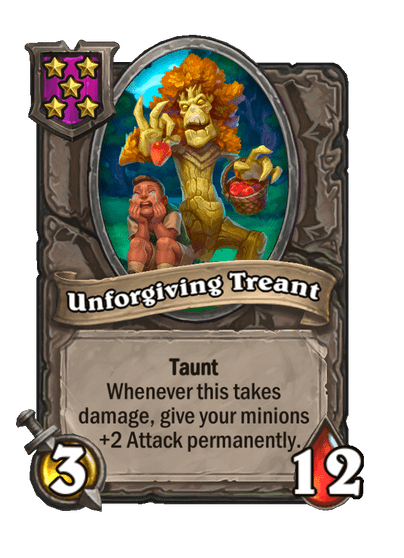 Unforgiving Treant
Taunt
Whenever this takes
damage, give your minions
+2 Attack permanently.
3
12